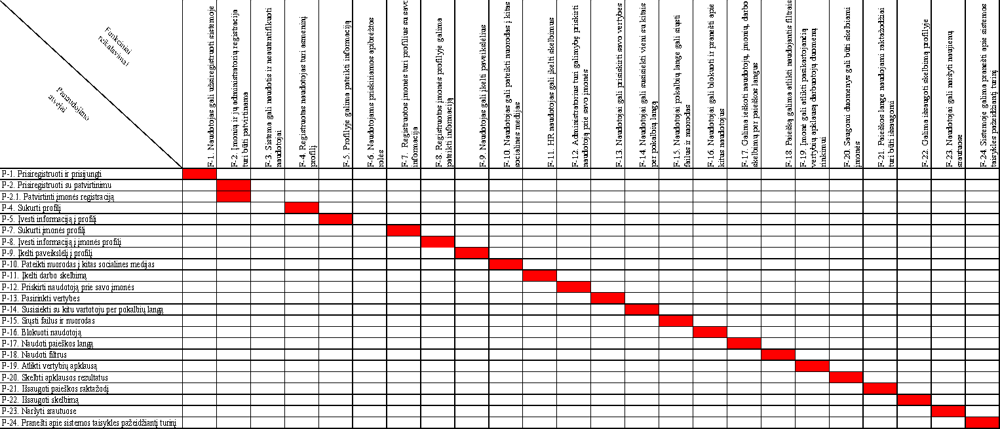 Funkciniai
reikalavimai
Panaudojimo
atvejai
F-1. Naudotojas gali užsiregistruoti sistemoje
F-2. Įmonių ir jų administratorių registracija
turi būti patvirtinama
F-3. Sistema gali naudotis ir neautentifikuoti
naudotojai
F-4. Registruotas naudotojas turi asmeninį
profilį
F-5. Profilyje galima pateikti informaciją
F-6. Naudotojams priskiriamos apibrėžtos
rolės
F-7. Registruotos įmonės turi profilius su savo
informacija
F-8. Registruotos įmonės profilyje galima
pateikti informaciją
F-9. Naudotojas gali įkelti paveikslėlius
F-10. Naudotojas gali pateikti nuorodas į kitas
socialines medijas
F-11. HR naudotojas gali įkelti skelbimus
F-12. Administratorius turi galimybę priskirti
naudotoją prie savo įmonės
F-13. Naudotojai gali prisiskirti savo vertybes
F-14. Naudotojai gali susisiekti vieni su kitais
per pokalbių langą
F-15. Naudotojai pokalbių lange gali siųsti
failus ir nuorodas
F-16. Naudotojai gali blokuoti ir pranešti apie
kitus naudotojus
F-17. Galima ieškoti naudotojų, įmonių, darbo
skelbimų per paieškos langus
F-18. Paiešką galima atlikti naudojantis filtrais
F-19. Įmonė gali atlikti pasikartojančią
vertybių apklausą darbuotojų duomenų
rinkimui
F-20. Saugomi duomenys gali būti skelbiami
įmonės
F-21. Paieškos lange naudojami raktažodžiai
turi būti išsaugomi
F-22. Galima išsaugoti skelbimą profilyje
F-23. Naudotojai gali naršyti naujienų
srautuose
F-24. Sistemoje galima pranešti apie sistemos
taisykles pažeidžiantį turinį
P-1. Prisiregistruoti ir prisijungti
P-2. Prisiregistruoti su patvirtinimu
P-2.1. Patvirtinti įmonės registraciją
P-4. Sukurti profilį
P-5. Įvesti informaciją į profilį
P-7. Sukurti įmonės profilį
P-8. Įvesti informaciją į įmonės profilį
P-9. Įkelti paveikslėlį į profilį
P-10. Pateikti nuorodas į kitas socialines medijas
P-11. Įkelti darbo skelbimą
P-12. Priskirti naudotoją prie savo įmonės
P-13. Pasirinkti vertybes
P-14. Susisiekti su kitu vartotoju per pokalbių langą
P-15. Siųsti failus ir nuorodas
P-16. Blokuoti naudotoją
P-17. Naudoti paieškos langą
P-18. Naudoti filtrus
P-19. Atlikti vertybių apklausą
P-20. Skelbti apklausos rezultatus
P-21. Išsaugoti paieškos raktažodį
P-22. Išsaugoti skelbimą
P-23. Naršyti srautuose
P-24. Pranešti apie sistemos taisykles pažeidžiantį turinį